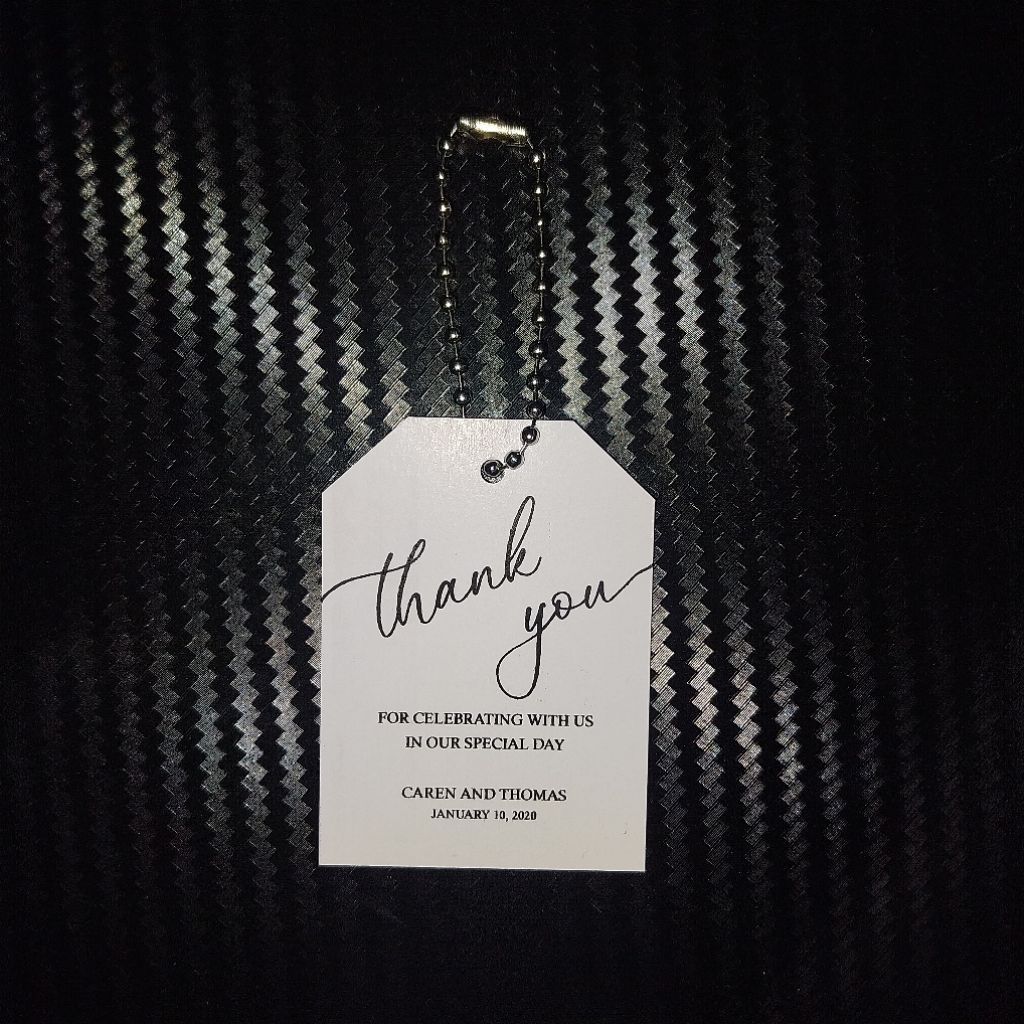 thank
you
FOR CELEBRATING WITH US
IN OUR SPECIAL DAY
CAREN AND THOMAS
JANUARY 10, 2020